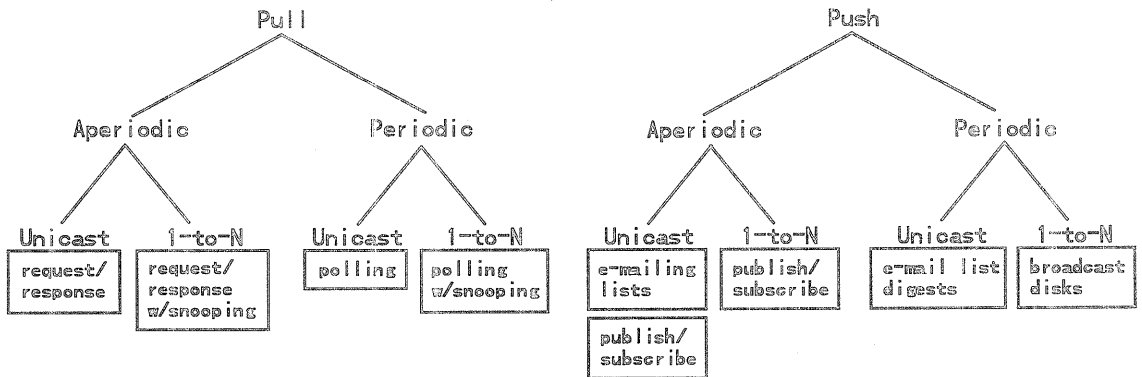 Pull
Push
Aperiodic
Periodic
Aperiodic
Periodic
Unicast
1-to-N
Unicast
1-to-N
Unicast
1-to-N
Unicast
1-to-N
request/
response
request/
response
w/snooping
polling
polling
w/snooping
e-mailing
lists
publish/
subscribe
publish/
subscribe
e-mail list
digests
broadcast
disks